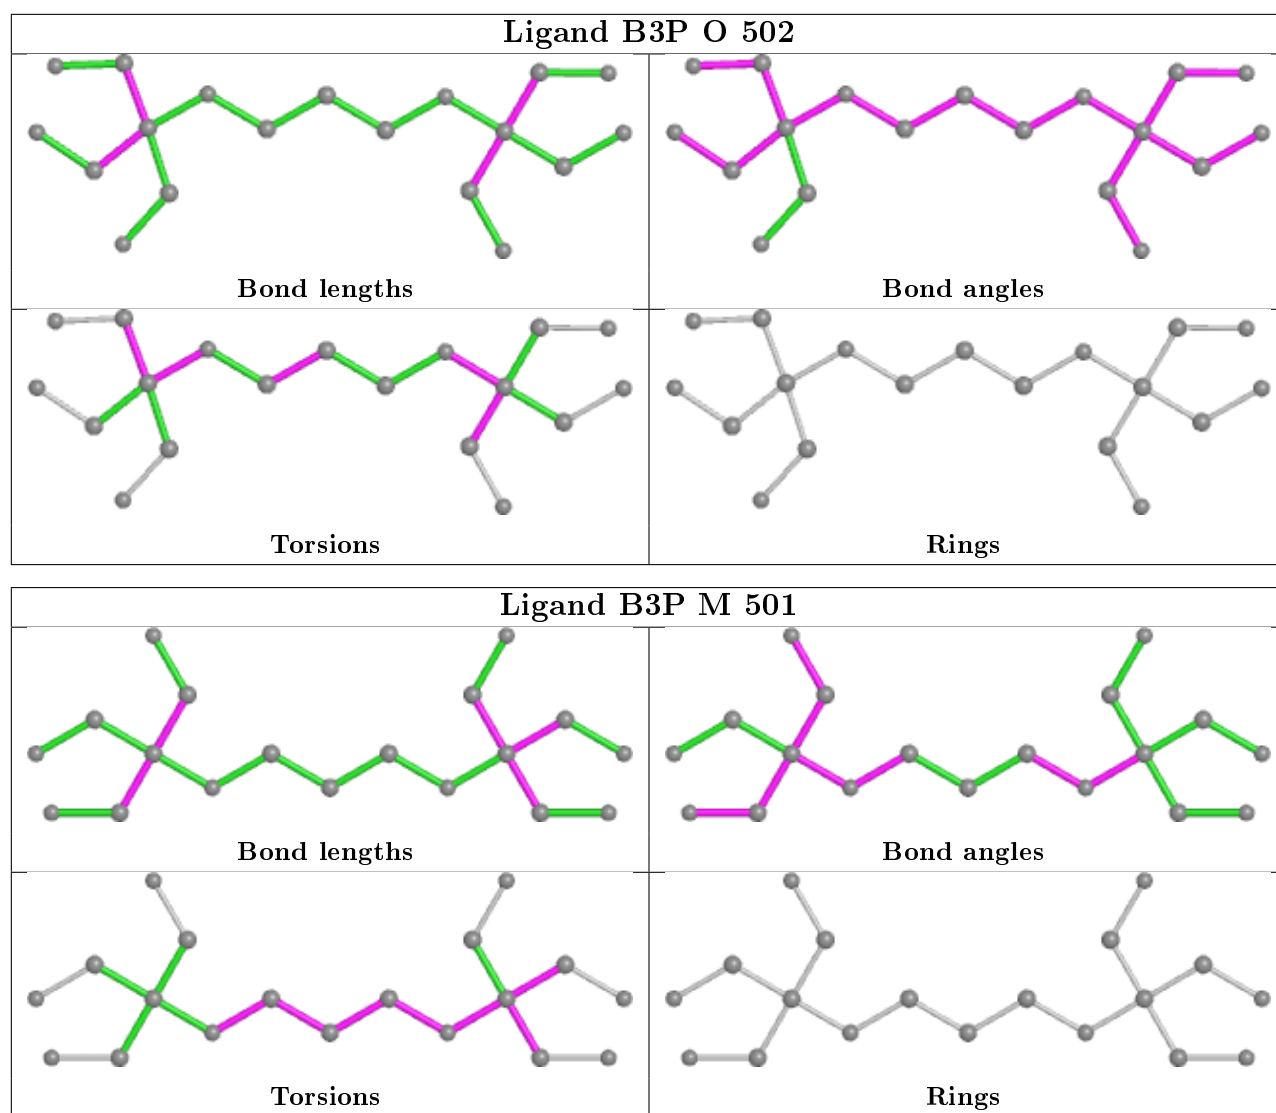 Ligand B3P O 502
Bond lengths
Bond angles
Torsions
Rings
Ligand B3P M 501
Bond lengths
Bond angles
Torsions
Rings